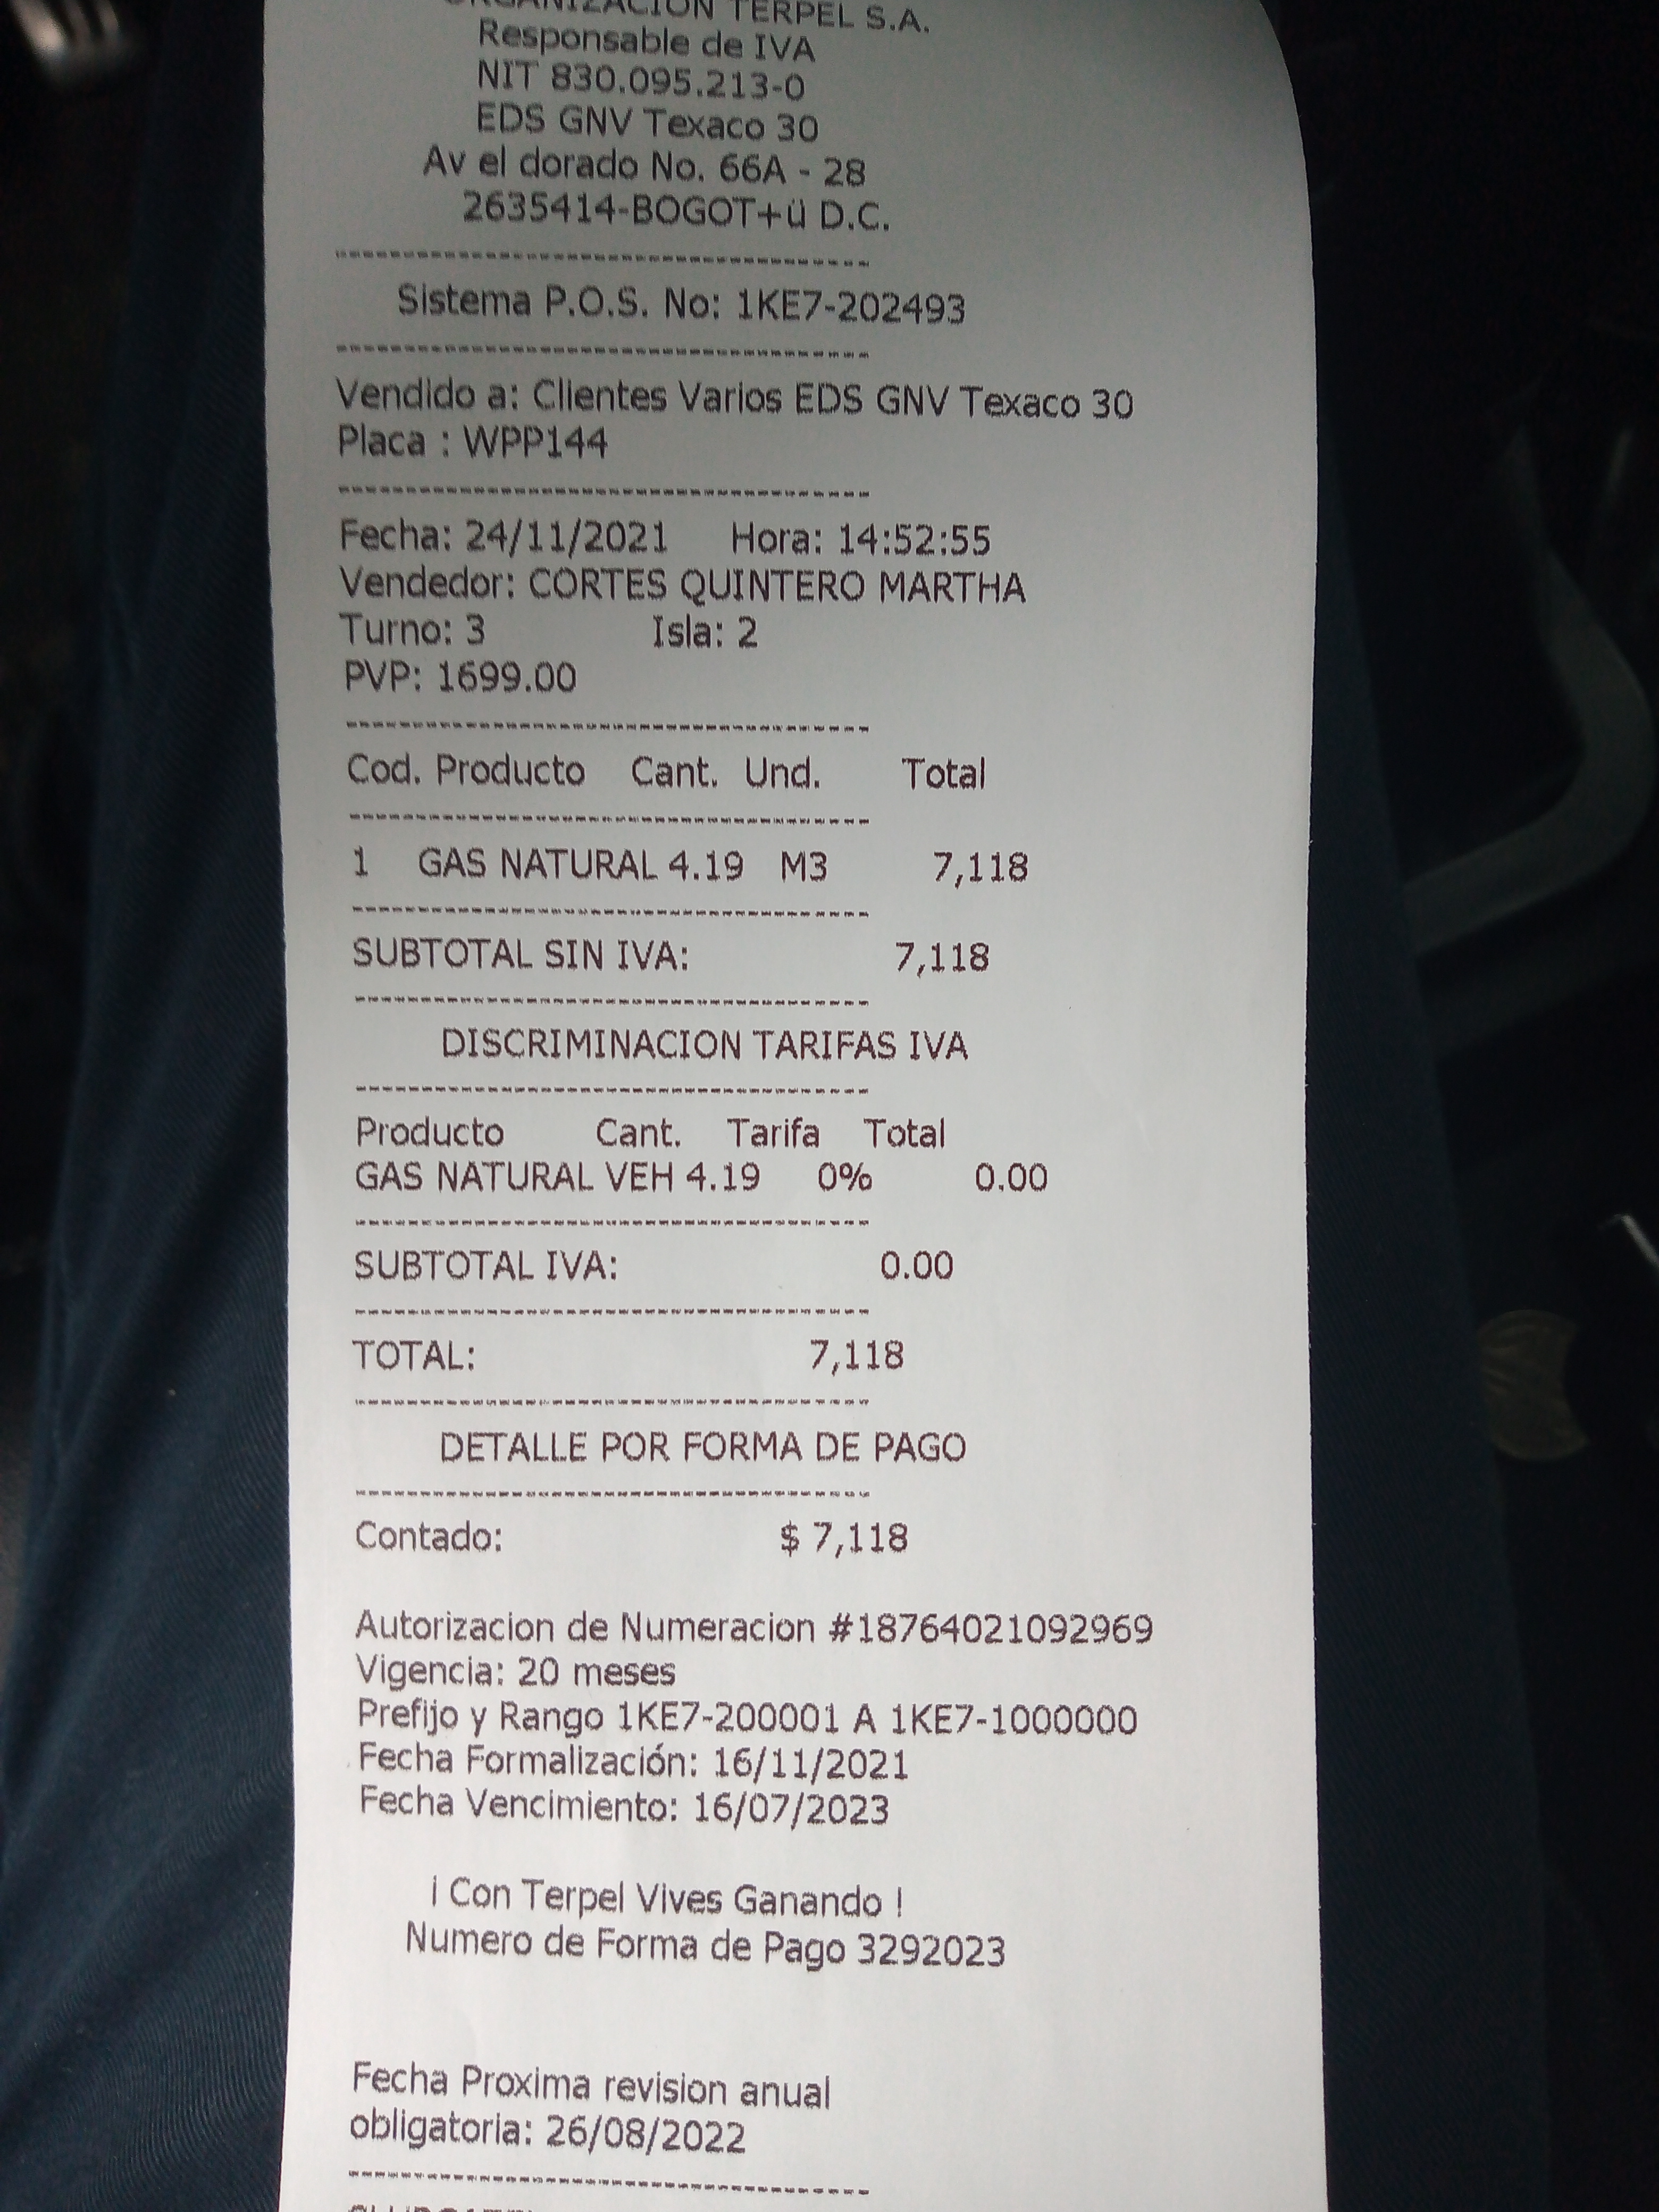 ORGANIZACION TERPEL S.A.
Responsable de IVA
NIT 830.095.213-0
EDS GNV Texaco 30
Av el dorado No. 66A - 28
2635414-BOGOT+ü D.C.
Sistema P.O.S. No: 1KE7-202493
Vendido a: Clientes Varios EDS GNV Texaco 30
Placa : WPP144
Fecha: 24/11/2021 Hora: 14:52:55
Vendedor: CORTES QUINTERO MARTHA
Turno: 3 Isla: 2
PVP: 1699.00
Cod. Producto Cant. Und. Total
1 GAS NATURAL 4.19 M3 7,118
SUBTOTAL SIN IVA: 7,118
DISCRIMINACION TARIFAS IVA
Producto Cant. Tarifa Total
GAS NATURAL VEH 4.19 0% 0.00
SUBTOTAL IVA: 0.00
TOTAL: 7,118
DETALLE POR FORMA DE PAGO
Contado: $ 7,118
Autorizacion de Numeracion #18764021092969
Vigencia: 20 meses
Prefijo y Rango 1KE7-200001 A 1KE7-1000000
Fecha Formalización: 16/11/2021
Fecha Vencimiento: 16/07/2023
¡ Con Terpel Vives Ganando !
Numero de Forma de Pago 3292023
Fecha Proxima revision anual
obligatoria: 26/08/2022